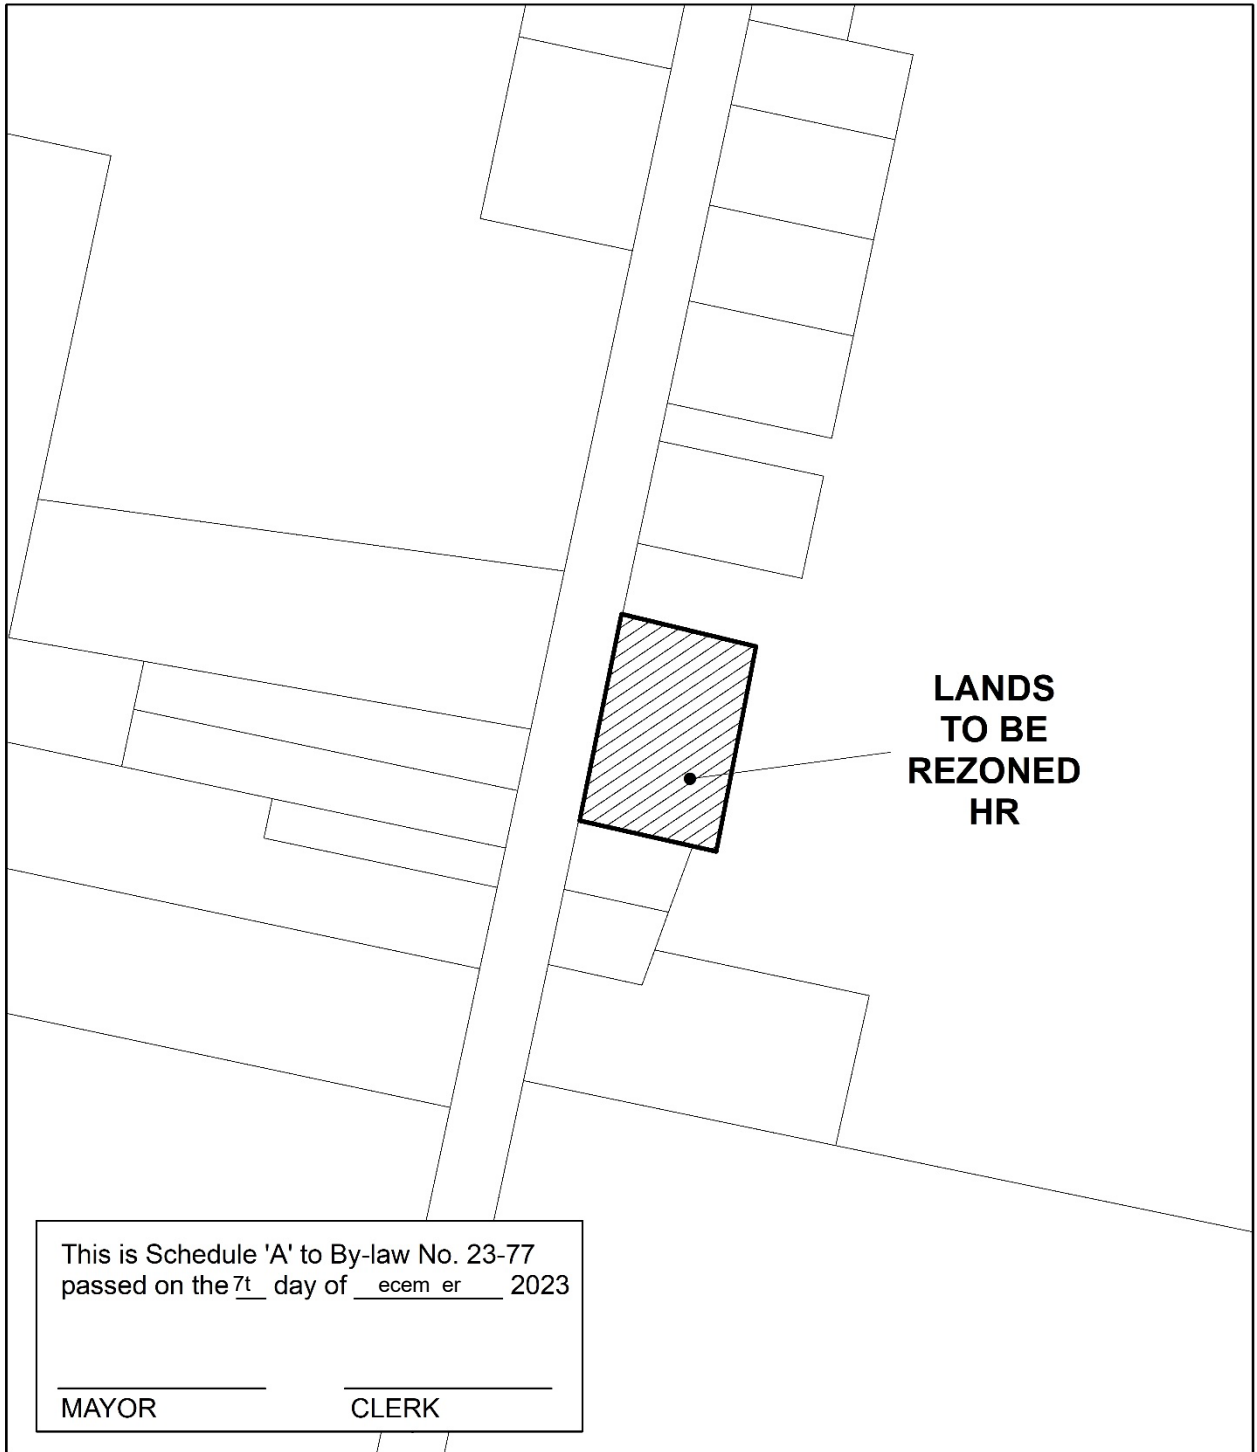 LANDS
TO BE
REZONED
HR
This is Schedule 'A' to By-law No. 23-77
passed on the 7t day of ecem er 2023
MAYOR CLERK